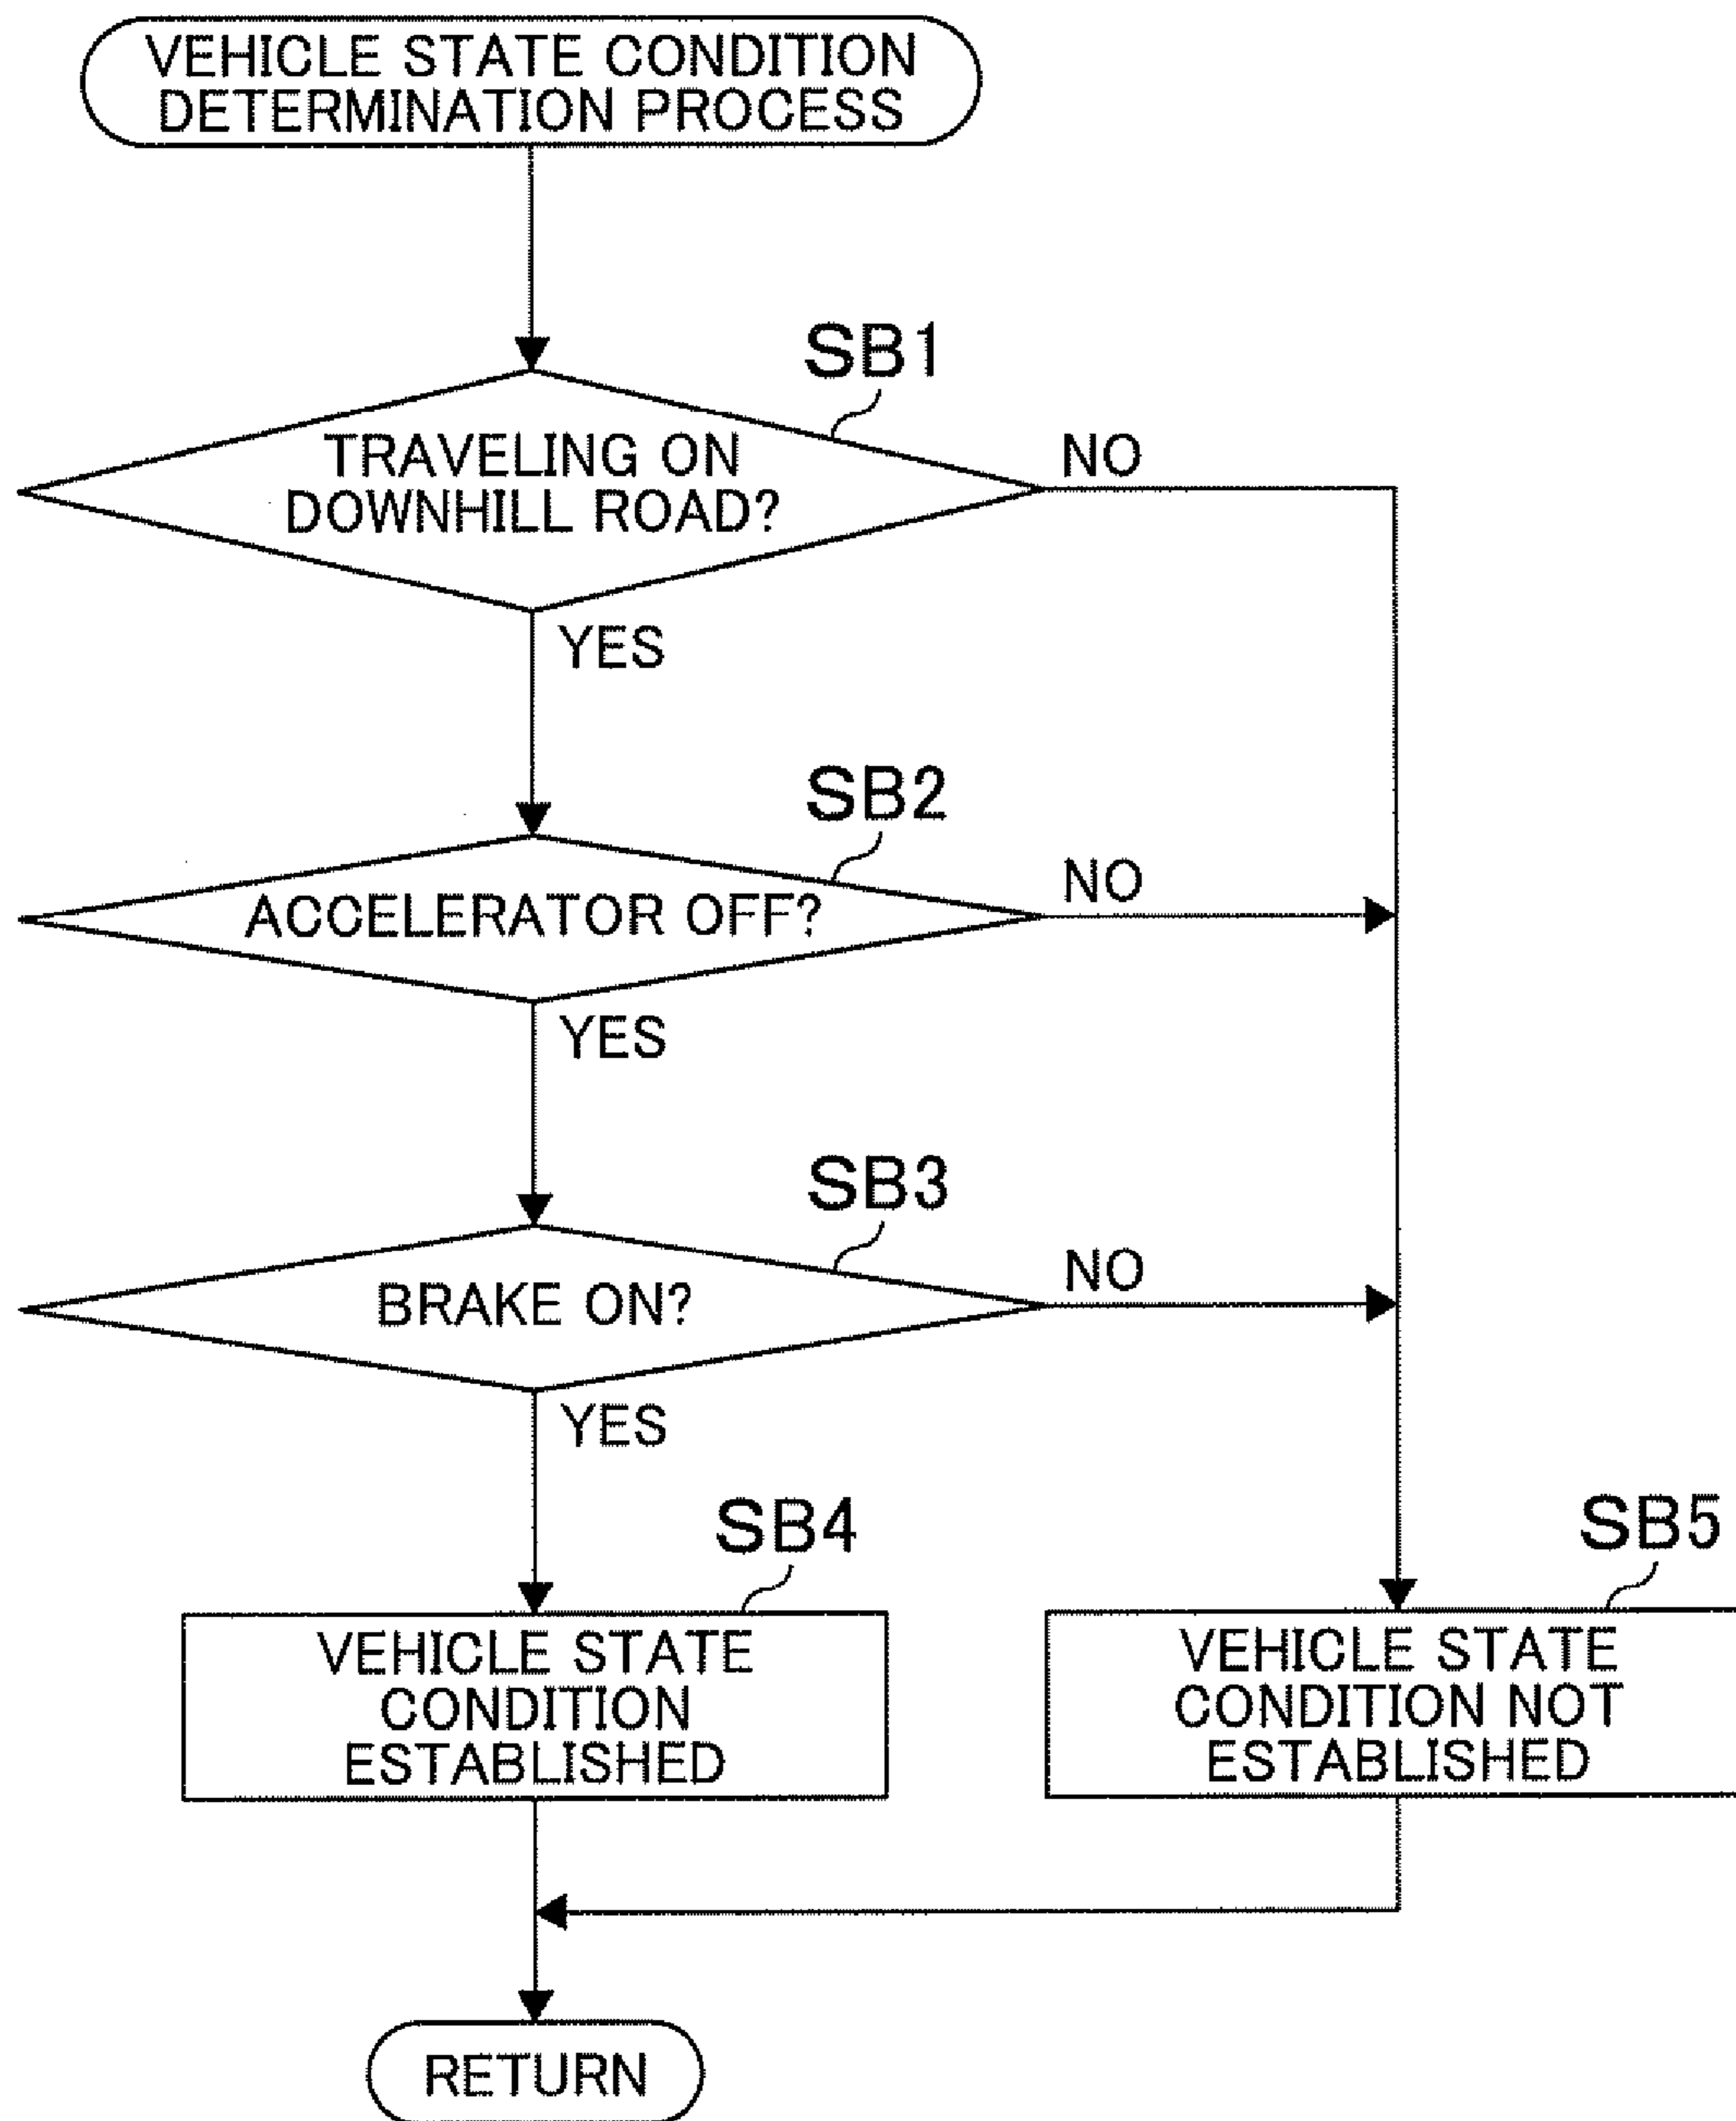 VEHICLE STATE CONDITION
DETERMINATION PROCESS
SB1
TRAVELING ON
DOWNHILL ROAD?
NO
YES
SB2
ACCELERATOR OFF?
NO
YES
SB3
BRAKE ON?
NO
YES
SB4
VEHICLE STATE
CONDITION
ESTABLISHED
SB5
VEHICLE STATE
CONDITION NOT
ESTABLISHED
RETURN